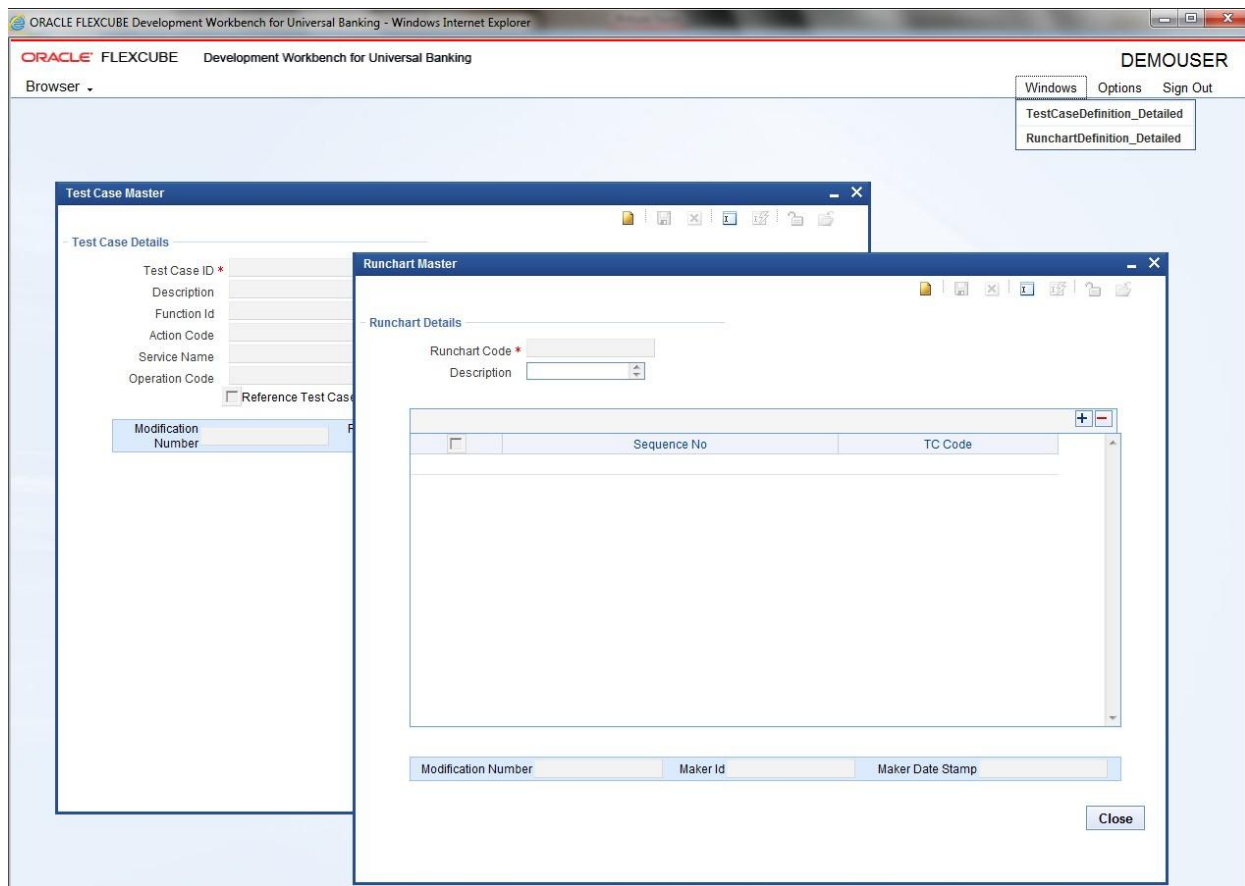 ORACLE FLEXCUBE Development Workbench for Universal Banking - Windows Internet Explorer
ORACLE FLEXCUBE Development Workbench for Universal Banking
DEMOUSER
Browser
Windows Options Sign Out
TestCaseDefinition_Detailed
RunchartDefinition_Detailed
Test Case Master
Test Case Details
Test Case ID *
Description
Function Id
Action Code
Service Name
Operation Code
Reference Test Case
Modification
Number
Runchart Master
Runchart Details
Runchart Code *
Description
Sequence No TC Code
Modification Number Maker Id Maker Date Stamp
Close